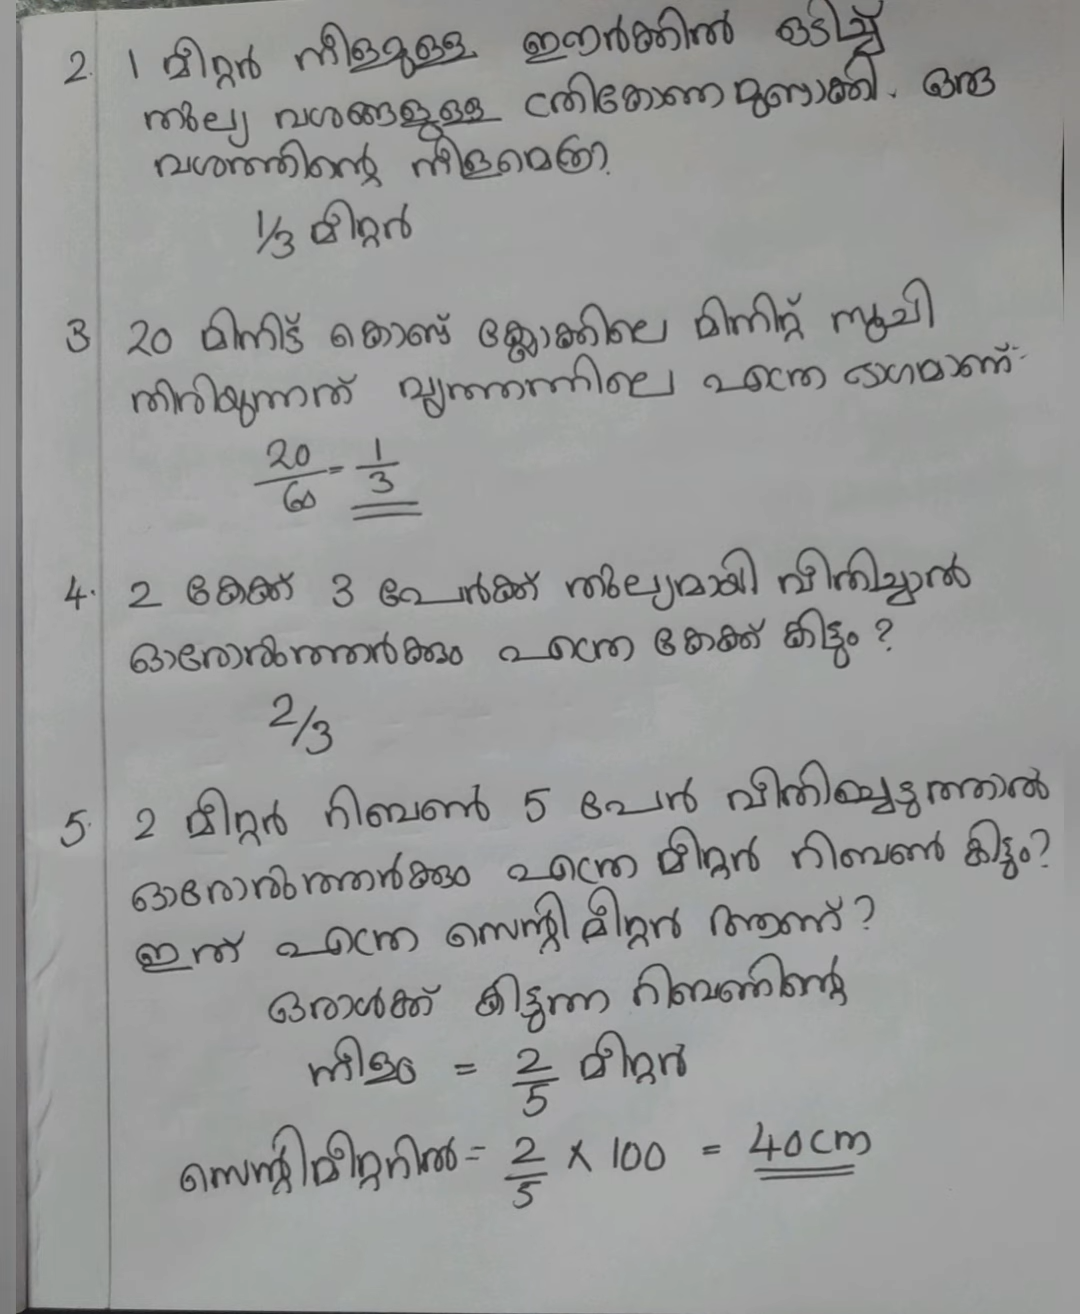 2. 1 മീറ്റർ നീളമുള്ള ഈർക്കിൽ ഒടിച്ച്
തുല്യ വശങ്ങളുള്ള ത്രികോണമുണ്ടാക്കി. ഒരു
വശത്തിന്റെ നീളമെത്ര.
1/3 മീറ്റർ
3 20 മിനിട്ട് കൊണ്ട് ക്ലോക്കിലെ മിനിറ്റ് സൂചി
തിരിയുന്നത് വൃത്തത്തിലെ എത്ര ഭാഗമാണ്.
20/60 = 1/3
4. 2 കേക്ക് 3 പേർക്ക് തുല്യമായി വീതിച്ചാൽ
ഓരോരുത്തർക്കും എത്ര കേക്ക് കിട്ടും?
2/3
5. 2 മീറ്റർ റിബൺ 5 പേർ വീതിച്ചെടുത്താൽ
ഓരോരുത്തർക്കും എത്ര മീറ്റർ റിബൺ കിട്ടും?
ഇത് എത്ര സെന്റിമീറ്റർ ആണ്?
ഒരാൾക്ക് കിട്ടുന്ന റിബണിന്റെ
നീളം = 2/5 മീറ്റർ
സെന്റിമീറ്ററിൽ = 2/5 × 100 = 40cm